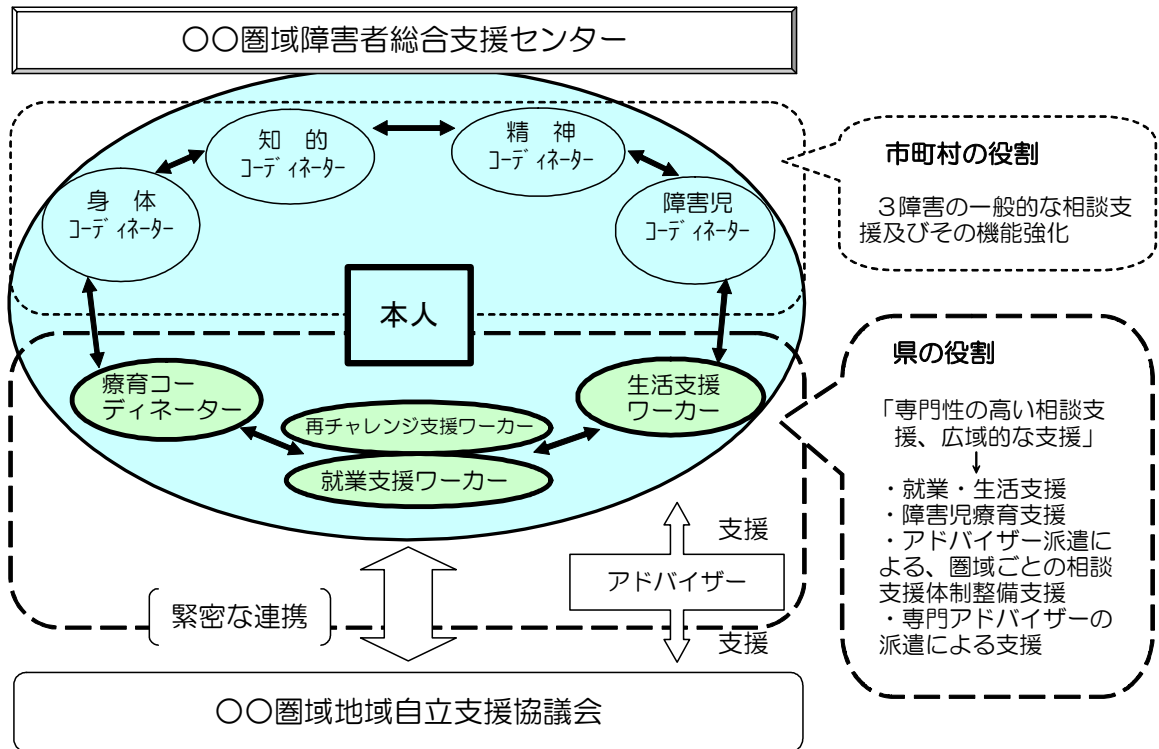 〇〇圏域障害者総合支援センター
知　的
ｺｰﾃﾞｨﾈｰﾀｰ
精　神
ｺｰﾃﾞｨﾈｰﾀｰ
身　体
ｺｰﾃﾞｨﾈｰﾀｰ
障害児
ｺｰﾃﾞｨﾈｰﾀｰ
市町村の役割
３障害の一般的な相談支
援及びその機能強化
本人
療育コー
ディネーター
再チャレンジ支援ワーカー
就業支援ワーカー
生活支援
ワーカー
県の役割
「専門性の高い相談支
援、広域的な支援」
↓
・就業・生活支援
・障害児療育支援
・アドバイザー派遣に
よる、圏域ごとの相談
支援体制整備支援
・専門アドバイザーの
派遣による支援
緊密な連携
支援
アドバイザー
支援
〇〇圏域地域自立支援協議会